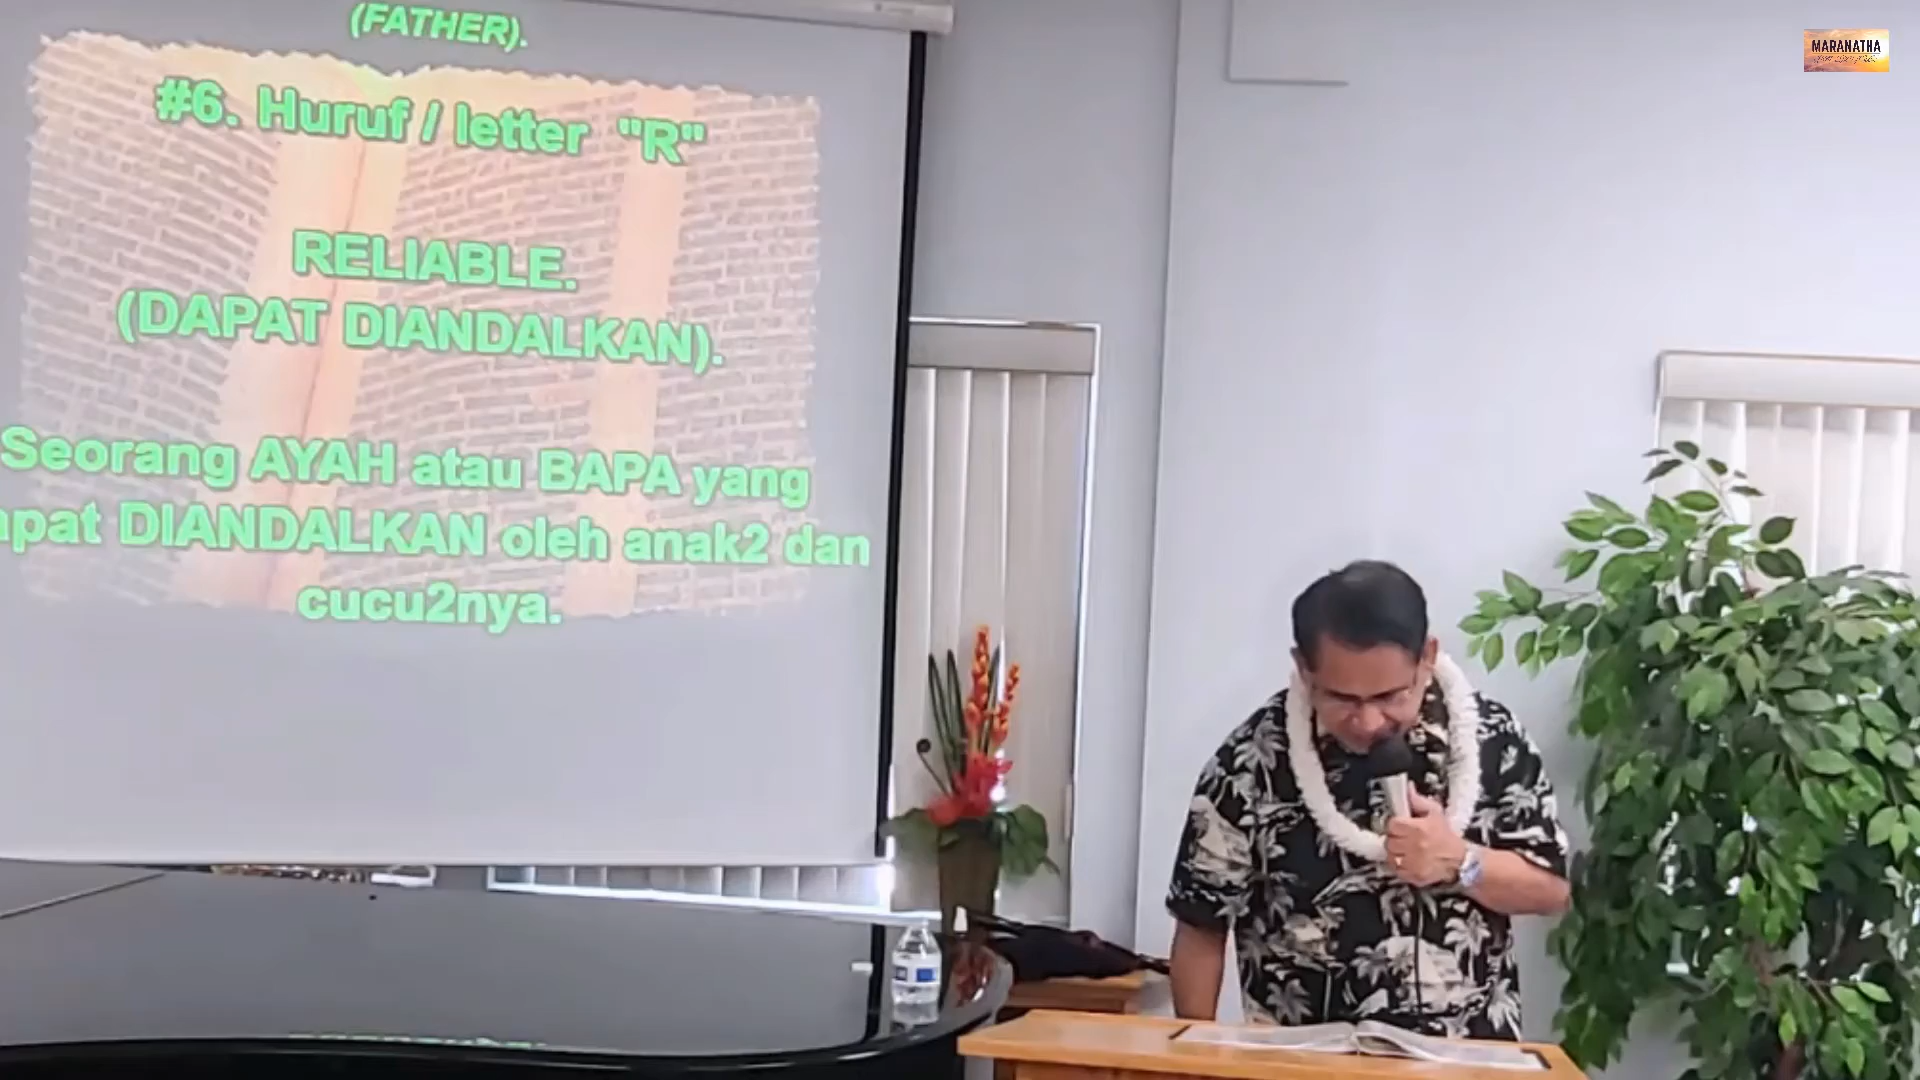 (FATHER).
#6. Huruf / letter "R"
RELIABLE.
(DAPAT DIANDALKAN).
Seorang AYAH atau BAPA yang
apat DIANDALKAN oleh anak2 dan
cucu2nya.
MARANATHA